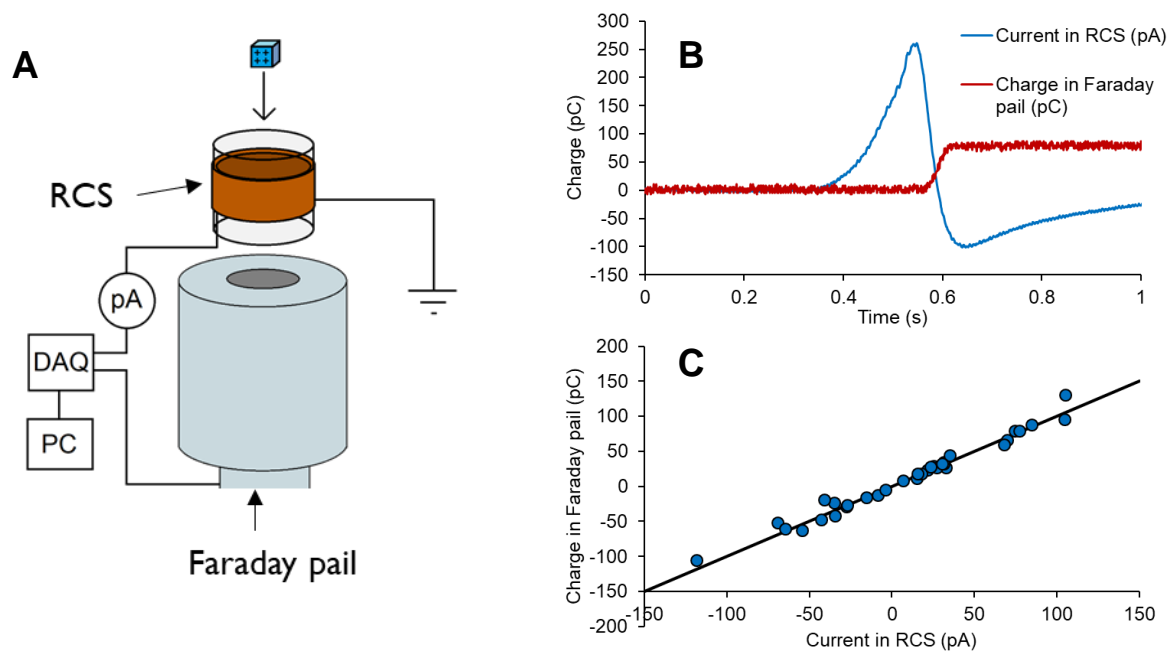 A
RCS
pA
DAQ
PC
Faraday pail
B
Current in RCS (pA)
Charge in Faraday
pail (pC)
Charge (pC)
300
250
200
150
100
50
0
-50
-100
-150
0 0.2 0.4 0.6 0.8 1
Time (s)
C
Charge in Faraday pail (pC)
200
150
100
50
0
-50
-100
-150
-200
-150 -100 -50 0 50 100 150
Current in RCS (pA)